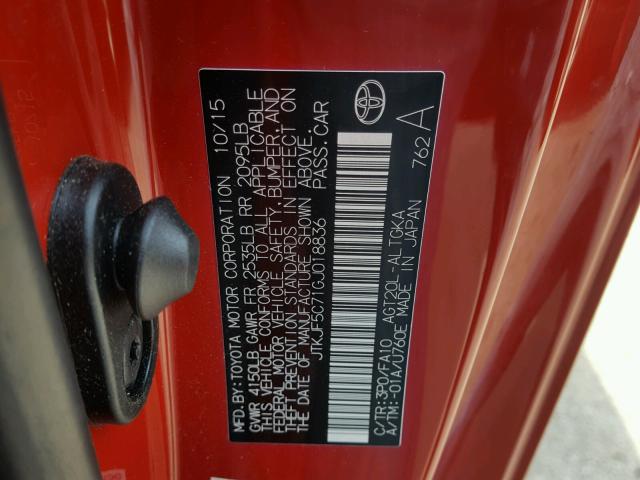 MFD.BY:TOYOTA MOTOR CORPORATION 10/15
GVWR 4150LB GAWR FR 2535LB RR 2095LB
THIS VEHICLE CONFORMS TO ALL APPLICABLE
FEDERAL MOTOR VEHICLE SAFETY, BUMPER, AND
THEFT PREVENTION STANDARDS IN EFFECT ON
DATE OF MANUFACTURE SHOWN ABOVE.
JTKJF5C71GJ018836 PASS.CAR
C/TR:3P0/FA10 AGT20L-ALTGKA
A/TM:-01A/U760E MADE IN JAPAN 762 A